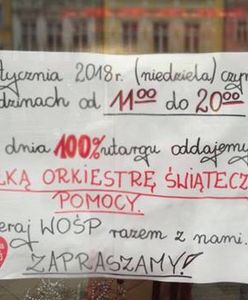 tycznia 2018r. (niedziela) czyn
dzinach od 11⁰⁰ do 20⁰⁰
dnia 100% utargu oddajemy
LKĄ ORKIESTRĘ ŚWIĄTECZ
POMOCY.
eraj WOŚP razem z nami.
ZAPRASZAMY!